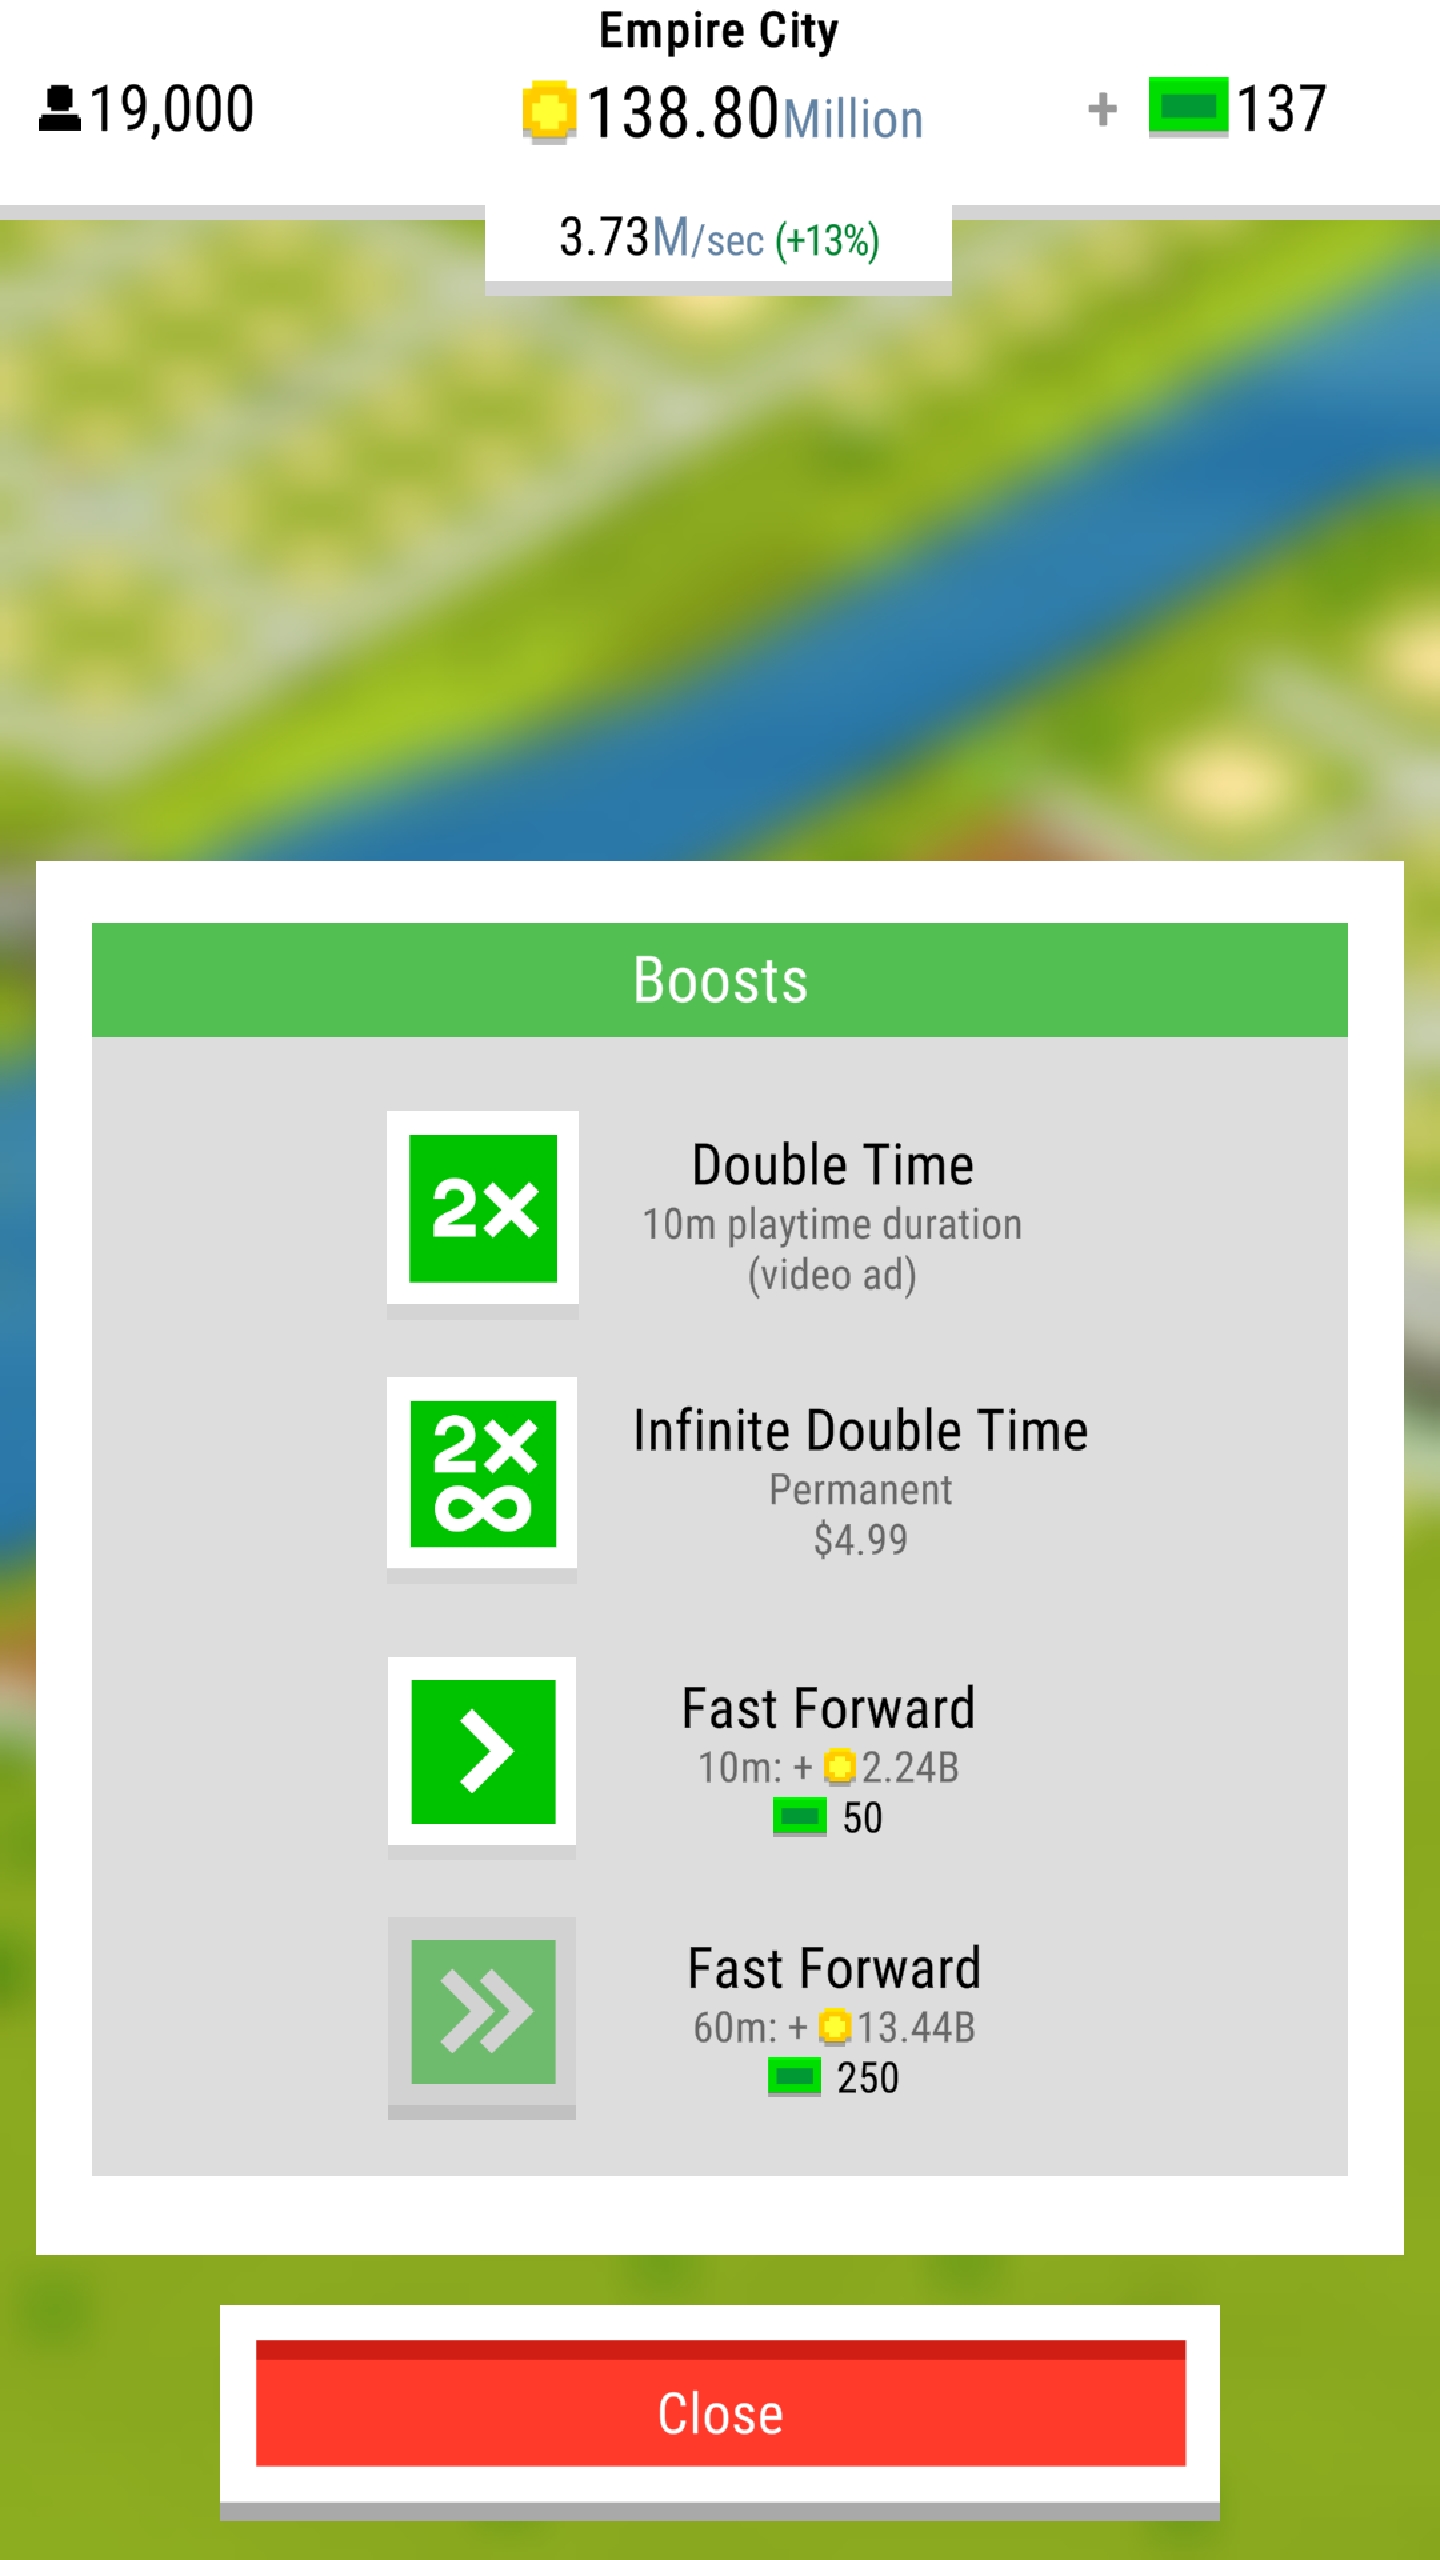 Empire City
19,000
138.80Million
+ 137
3.73M/sec (+13%)
Boosts
2×
Double Time
10m playtime duration
(video ad)
2×
∞
Infinite Double Time
Permanent
$4.99
Fast Forward
10m: + 2.24B
50
Fast Forward
60m: + 13.44B
250
Close